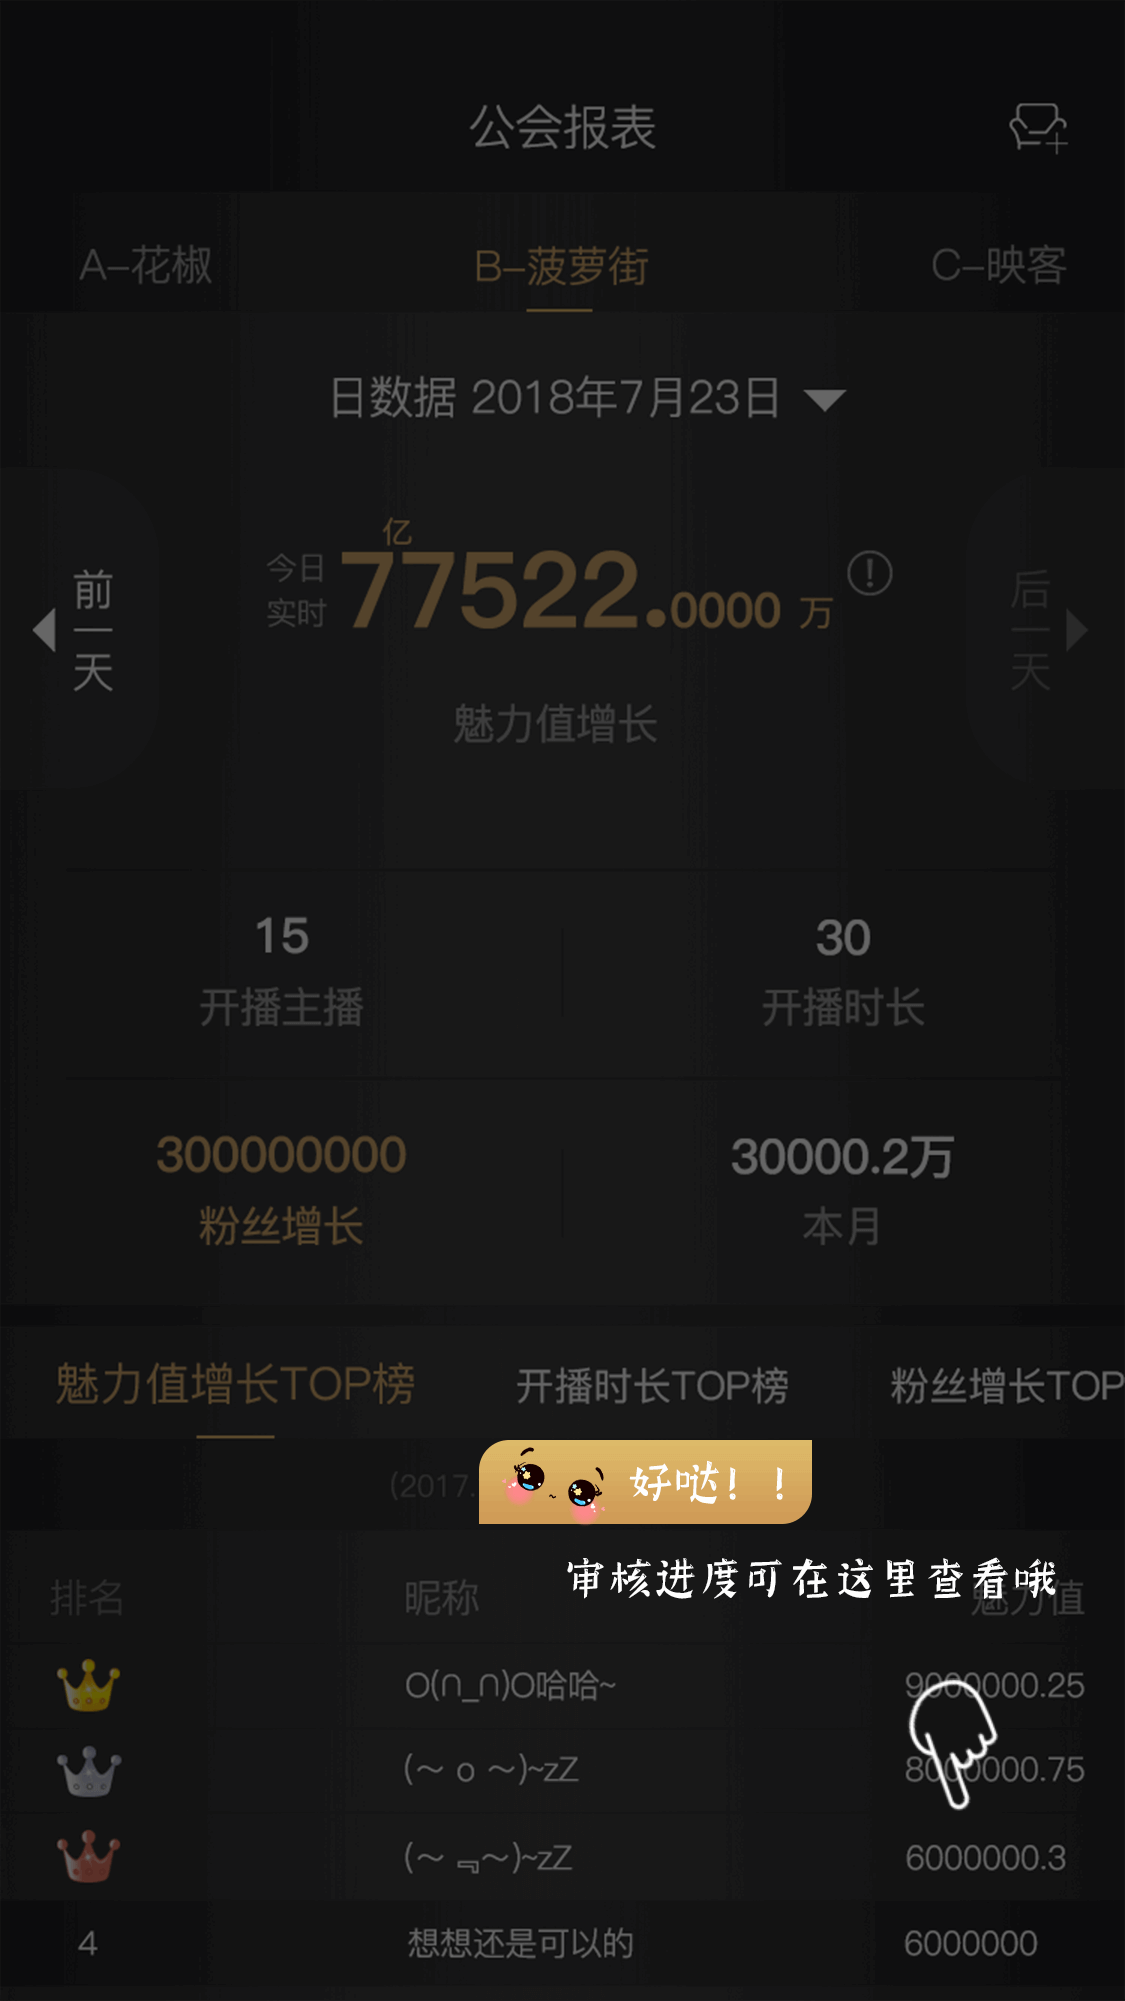 公会报表
A-花椒 B-菠萝街 C-映客
日数据 2018年7月23日
亿
今日实时 77522.0000 万
前一天
后一天
魅力值增长
15 30
开播主播 开播时长
300000000 30000.2万
粉丝增长 本月
魅力值增长TOP榜 开播时长TOP榜 粉丝增长TOP
(2017. 好哒！！
审核进度可在这里查看哦
排名 昵称 魅力值
O(∩_∩)O哈哈~ 9000000.25
(～ o ～)~zZ 8000000.75
(～ ﹃～)~zZ 6000000.3
4 想想还是可以的 6000000